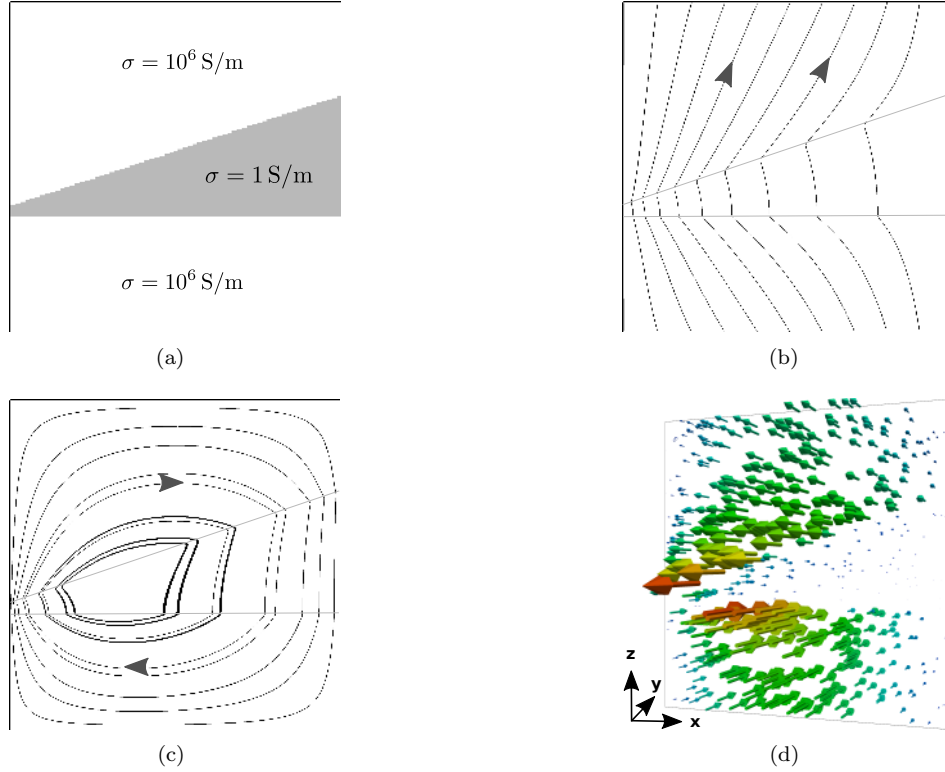 σ = 10⁶ S/m
σ = 1 S/m
σ = 10⁶ S/m
(a)
(b)
(c)
z
y
x
(d)